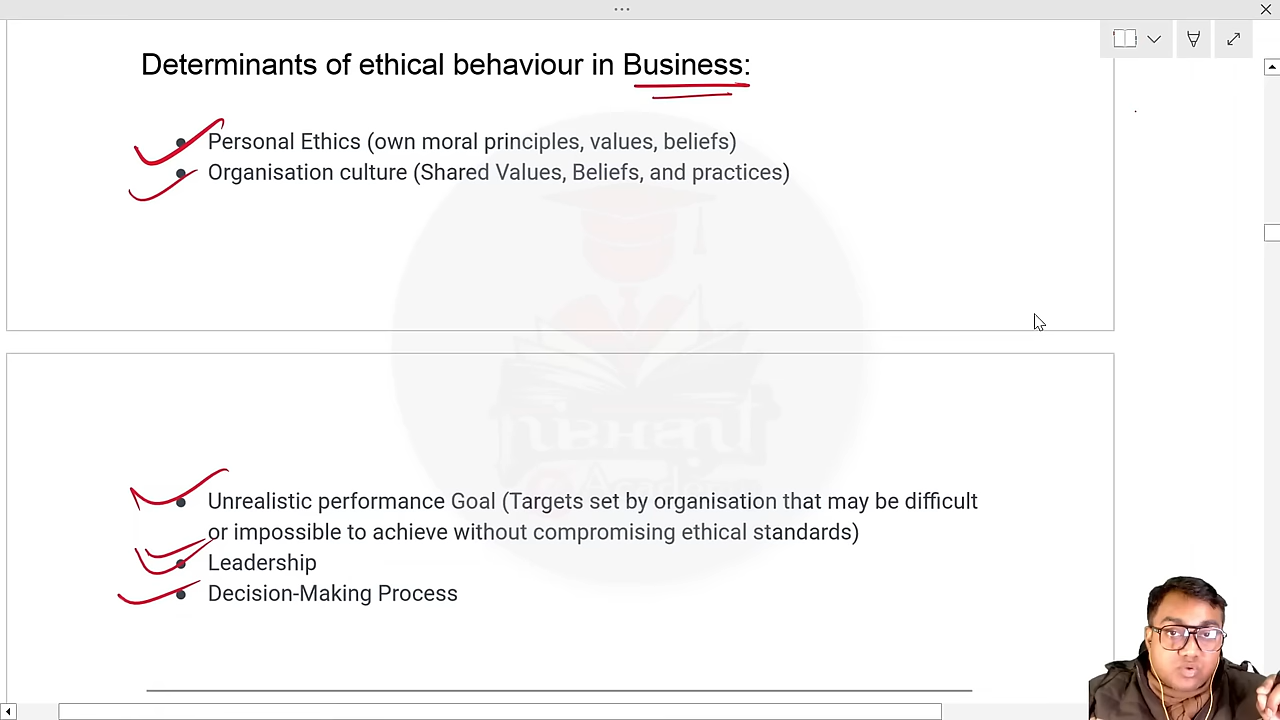 Determinants of ethical behaviour in Business:
Personal Ethics (own moral principles, values, beliefs)
Organisation culture (Shared Values, Beliefs, and practices)
Unrealistic performance Goal (Targets set by organisation that may be difficult
or impossible to achieve without compromising ethical standards)
Leadership
Decision-Making Process